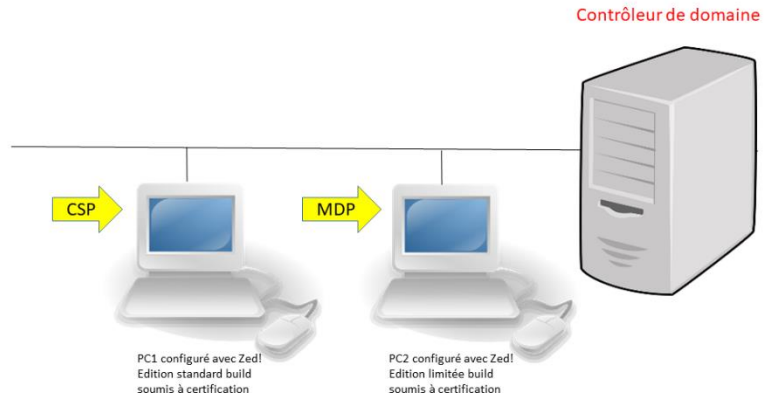 Contrôleur de domaine
CSP
MDP
PC1 configuré avec Zed!
Edition standard build
soumis à certification
PC2 configuré avec Zed!
Edition limitée build
soumis à certification